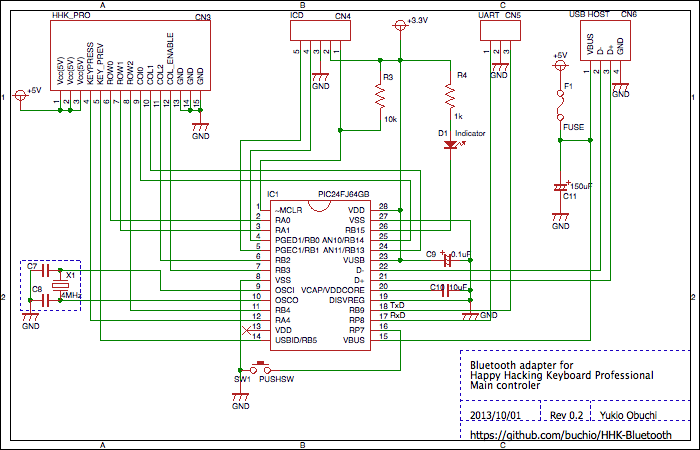 A B C
HHK_PRO CN3
ICD CN4
UART CN5
USB HOST CN6
+3.3V
Vcc(5V)
Vcc(5V)
Vcc(5V)
KEYPRESS
KEY_PREV
ROW0
ROW1
ROW2
COl0
COL1
COL2
COL_ENABLE
GND
GND
GND
1 2 3 4 5 6 7 8 9 10 11 12 13 14 15
5 4 3 2 1
1 2 3
VBUS
D-
D+
GND
1 2 3 4
+5V
GND
GND
GND
GND
+5V
F1
FUSE
R3
10k
R4
1k
D1 Indicator
150uF
C11
GND
1 1
IC1 PIC24FJ64GB
1 ~MCLR VDD 28
2 RA0 VSS 27
3 RA1 RB15 26
4 PGED1/RB0 AN10/RB14 25
5 PGEC1/RB1 AN11/RB13 24
6 RB2 VUSB 23
7 RB3 D- 22
8 VSS D+ 21
9 OSCI VCAP/VDDCORE 20
10 OSCO DISVREG 19
11 RB4 RB9 18 TxD
12 RA4 RP8 17 RxD
13 VDD RP7 16
14 USBID/RB5 VBUS 15
C9 0.1uF
C10 10uF
GND
C7
X1
C8
4MHz
GND
2 2
SW1 PUSHSW
GND
Bluetooth adapter for
Happy Hacking Keyboard Professional
Main controler
2013/10/01 Rev 0.2 Yukio Obuchi
https://github.com/buchio/HHK-Bluetooth
A B C